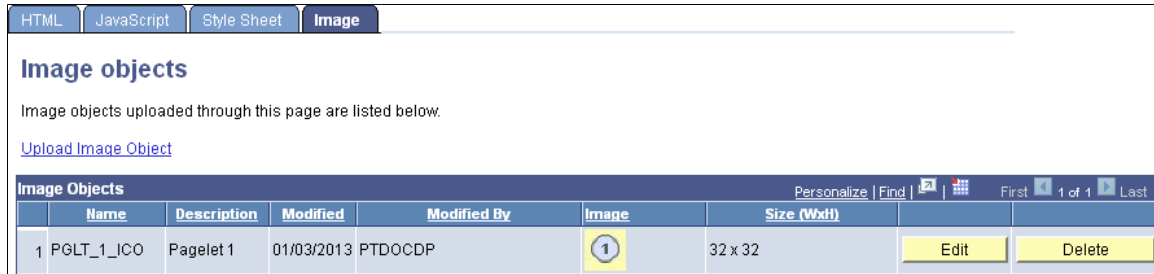 HTML JavaScript Style Sheet Image
Image objects
Image objects uploaded through this page are listed below.
Upload Image Object
Image Objects Personalize | Find | | First 1 of 1 Last
Name Description Modified Modified By Image Size (WxH)
1 PGLT_1_ICO Pagelet 1 01/03/2013 PTDOCDP 1 32 x 32 Edit Delete